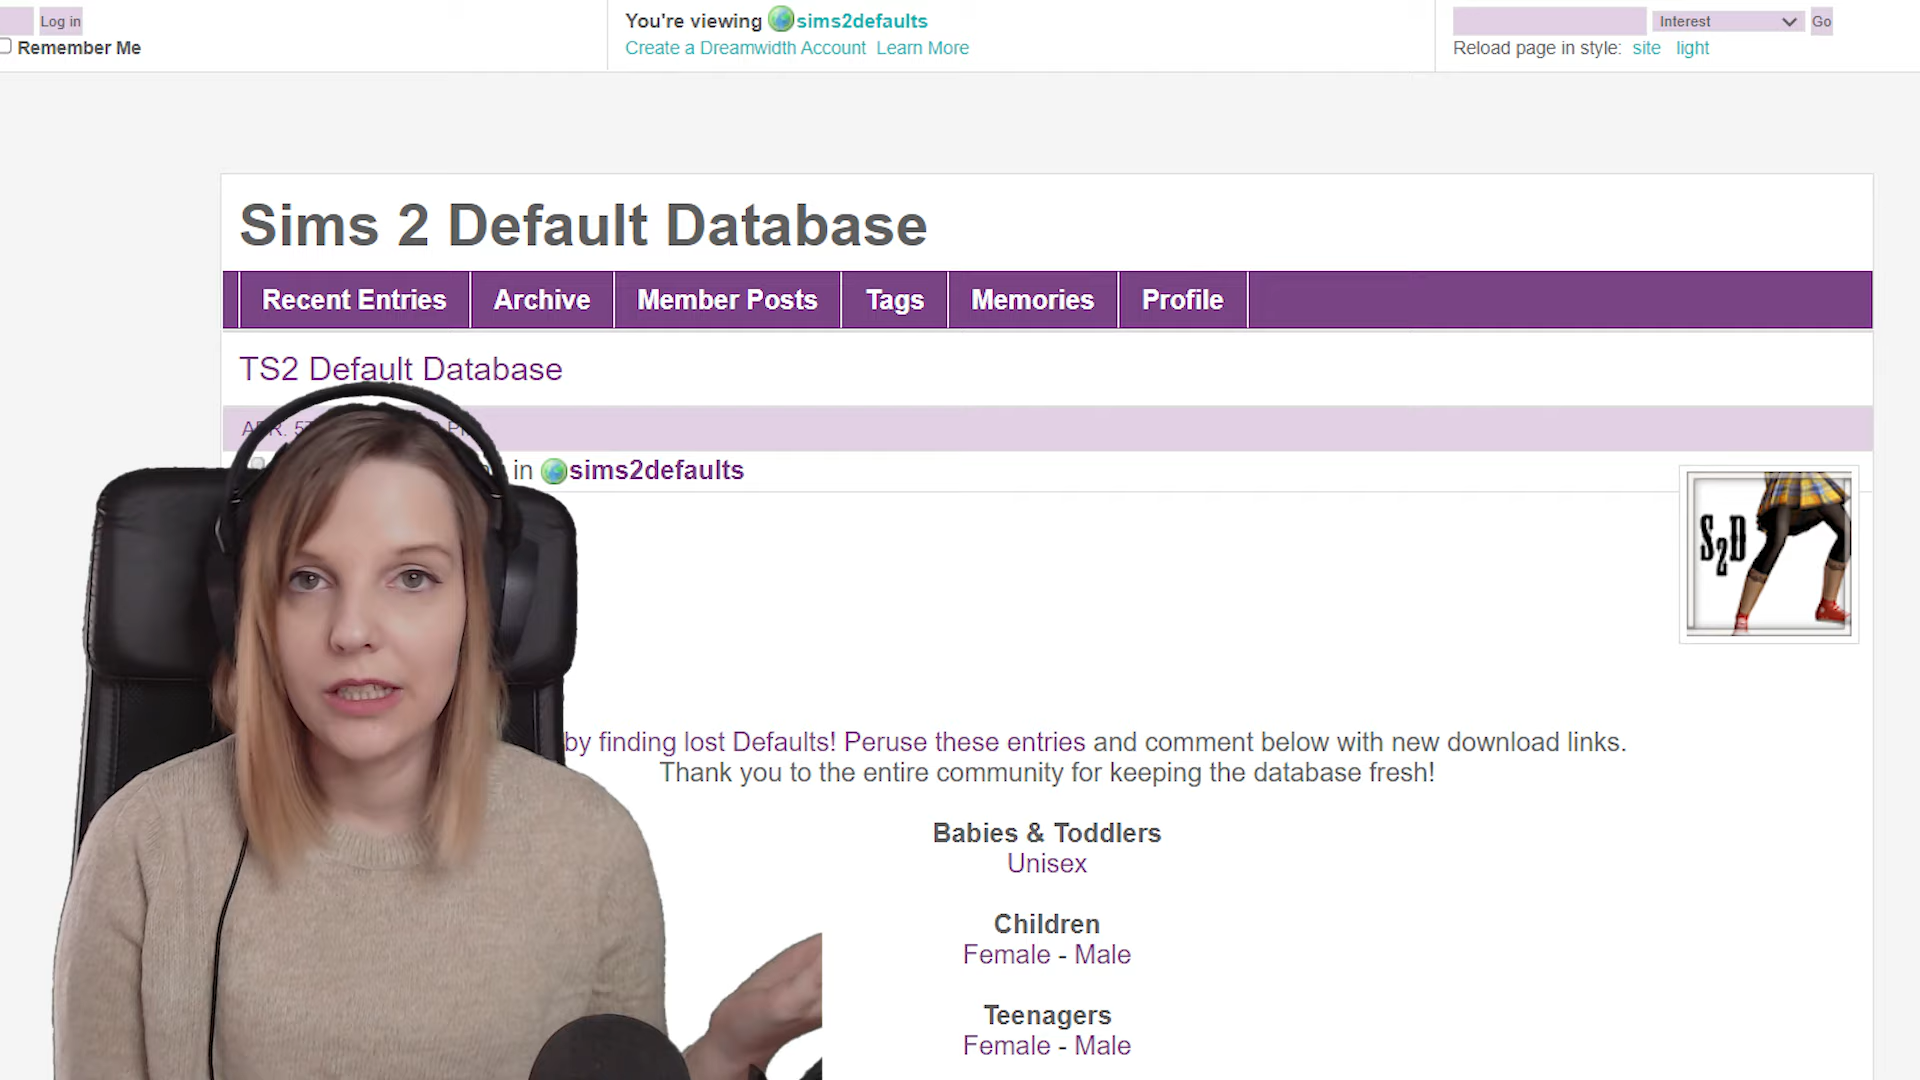 Log in
Remember Me
You're viewing sims2defaults
Create a Dreamwidth Account Learn More
Interest Go
Reload page in style: site light
Sims 2 Default Database
Recent Entries Archive Member Posts Tags Memories Profile
TS2 Default Database
in sims2defaults
S2D
by finding lost Defaults! Peruse these entries and comment below with new download links.
Thank you to the entire community for keeping the database fresh!
Babies & Toddlers
Unisex
Children
Female - Male
Teenagers
Female - Male